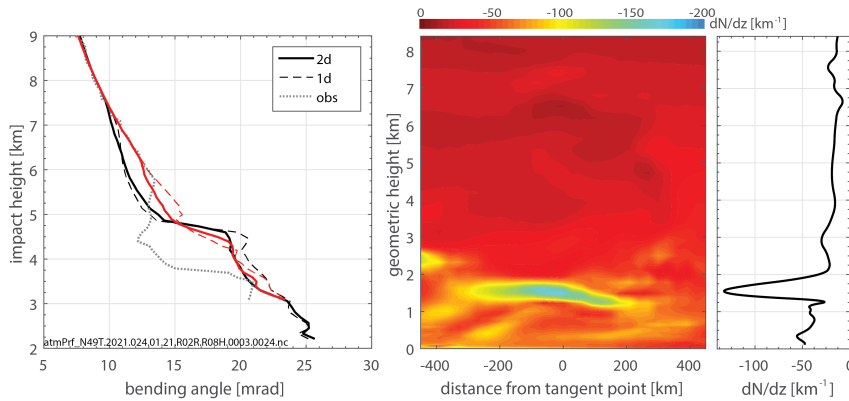 0 -50 -100 -150 -200 dN/dz [km⁻¹]
9
8
7
6
5
4
3
2
impact height [km]
2d
1d
obs
atmPrf_N49T.2021.024,01,21,R02R,R08H,0003.0024.nc
5 10 15 20 25 30
bending angle [mrad]
8
7
6
5
4
3
2
1
0
geometric height [km]
-400 -200 0 200 400
distance from tangent point [km]
-100 -50 0
dN/dz [km⁻¹]